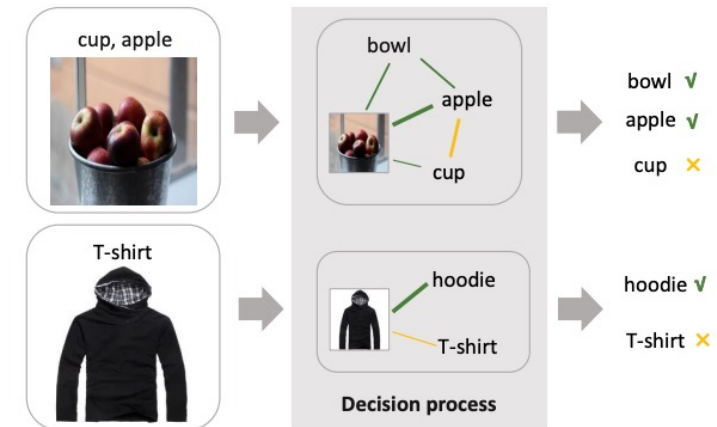 cup, apple
bowl
apple
cup
bowl √
apple √
cup ×
T-shirt
hoodie
T-shirt
hoodie √
T-shirt ×
Decision process